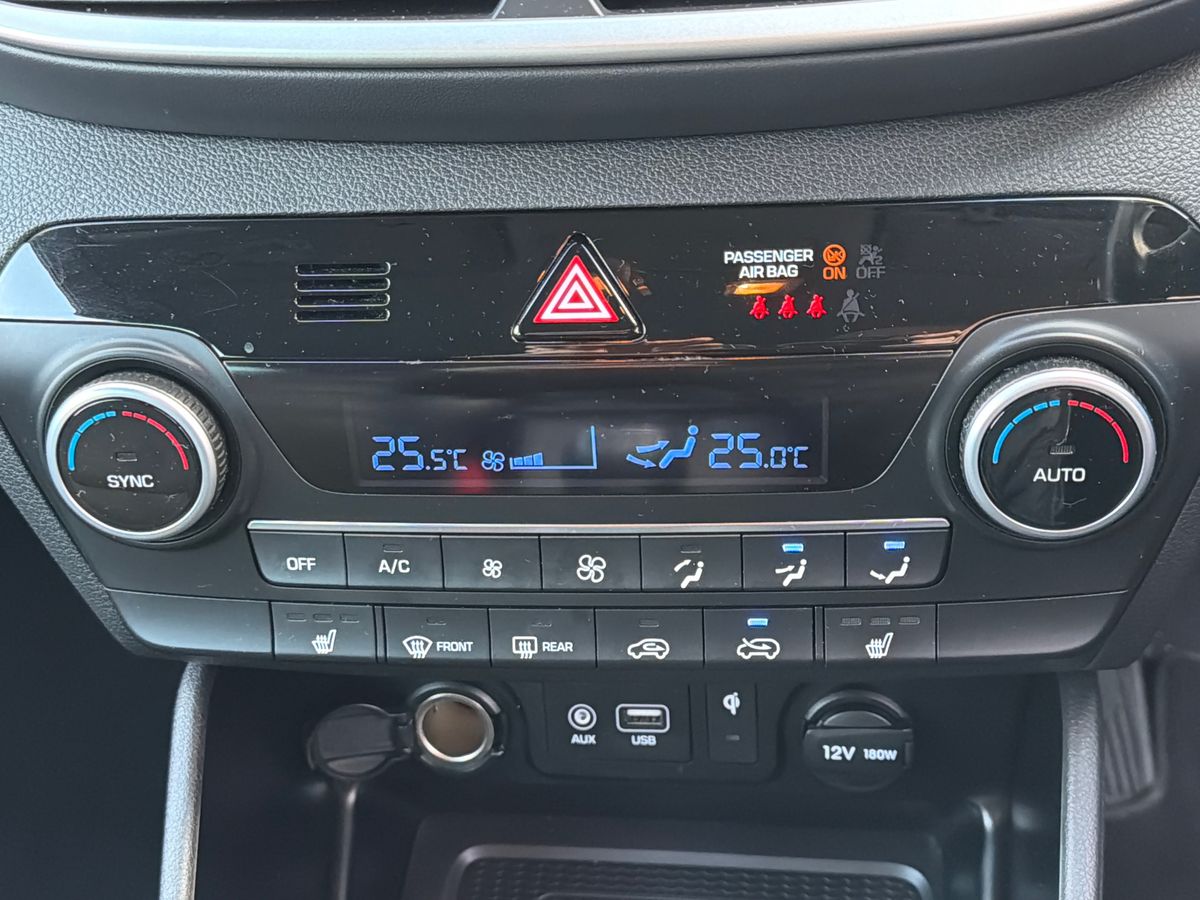 PASSENGER
AIR BAG
ON OFF
25.5°C 25.0°C
SYNC
AUTO
OFF A/C
FRONT REAR
AUX USB
12V 180W